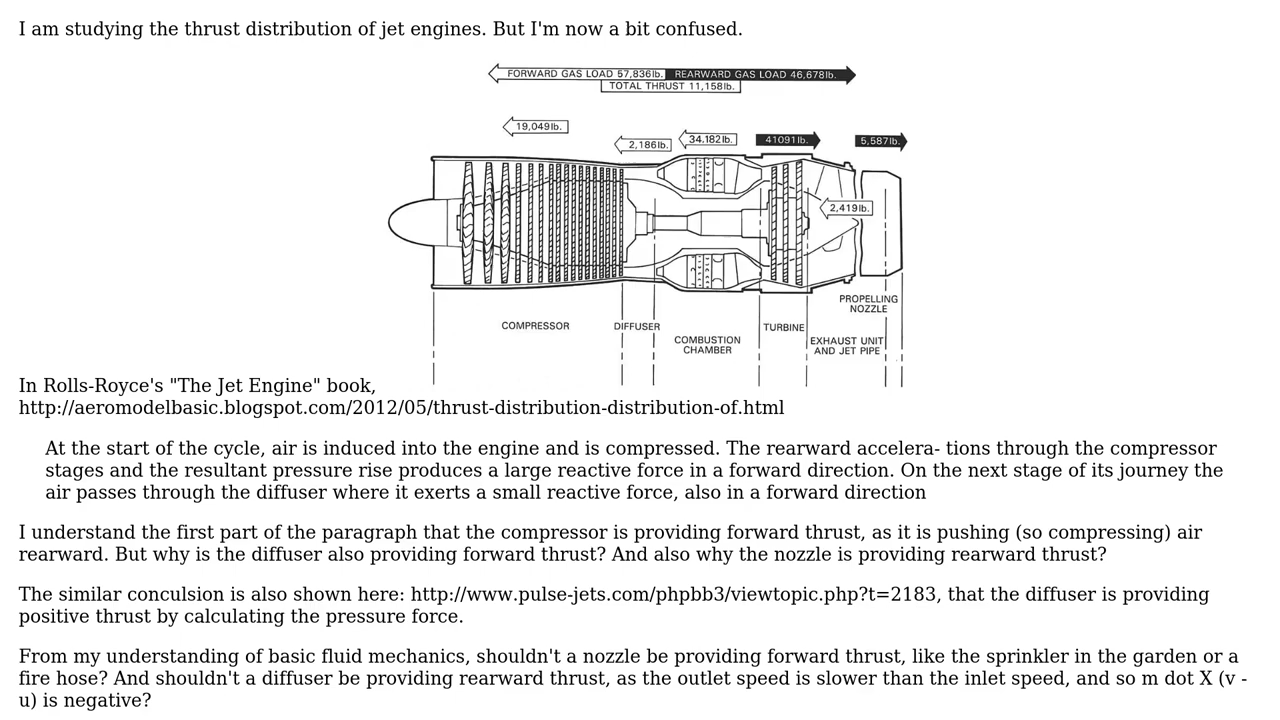 I am studying the thrust distribution of jet engines. But I'm now a bit confused.
FORWARD GAS LOAD 57,836lb. REARWARD GAS LOAD 46,678lb.
TOTAL THRUST 11,158lb.
19,049lb.
2,186lb.
34.182lb.
41091lb.
5,587lb.
2,419lb.
PROPELLING
NOZZLE
COMPRESSOR
DIFFUSER
COMBUSTION
CHAMBER
TURBINE
EXHAUST UNIT
AND JET PIPE
In Rolls-Royce's "The Jet Engine" book,
http://aeromodelbasic.blogspot.com/2012/05/thrust-distribution-distribution-of.html
At the start of the cycle, air is induced into the engine and is compressed. The rearward accelera- tions through the compressor
stages and the resultant pressure rise produces a large reactive force in a forward direction. On the next stage of its journey the
air passes through the diffuser where it exerts a small reactive force, also in a forward direction
I understand the first part of the paragraph that the compressor is providing forward thrust, as it is pushing (so compressing) air
rearward. But why is the diffuser also providing forward thrust? And also why the nozzle is providing rearward thrust?
The similar conculsion is also shown here: http://www.pulse-jets.com/phpbb3/viewtopic.php?t=2183, that the diffuser is providing
positive thrust by calculating the pressure force.
From my understanding of basic fluid mechanics, shouldn't a nozzle be providing forward thrust, like the sprinkler in the garden or a
fire hose? And shouldn't a diffuser be providing rearward thrust, as the outlet speed is slower than the inlet speed, and so m dot X (v -
u) is negative?